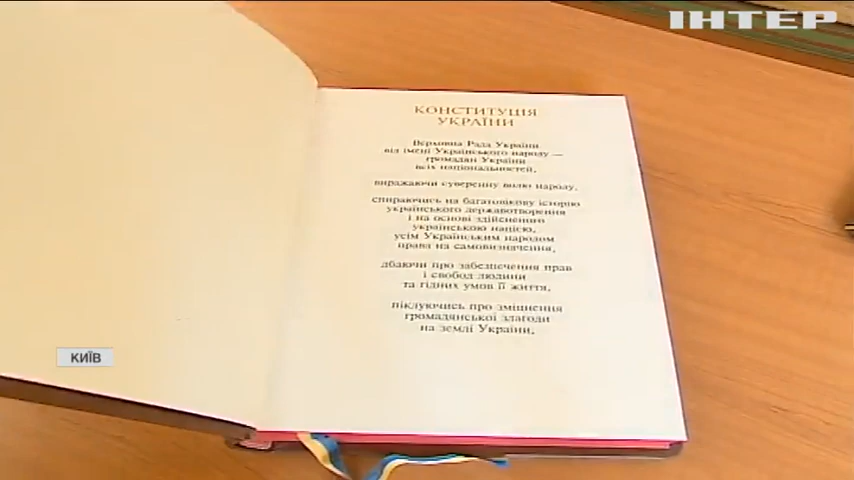 ІНТЕР
КОНСТИТУЦІЯ
УКРАЇНИ
Верховна Рада України
від імені Українського народу —
громадян України
всіх національностей,
виражаючи суверенну волю народу,
спираючись на багатовікову історію
українського державотворення
і на основі здійсненого
українською нацією,
усім Українським народом
права на самовизначення,
дбаючи про забезпечення прав
і свобод людини
та гідних умов її життя,
піклуючись про зміцнення
громадянської злагоди
на землі України,
КИЇВ